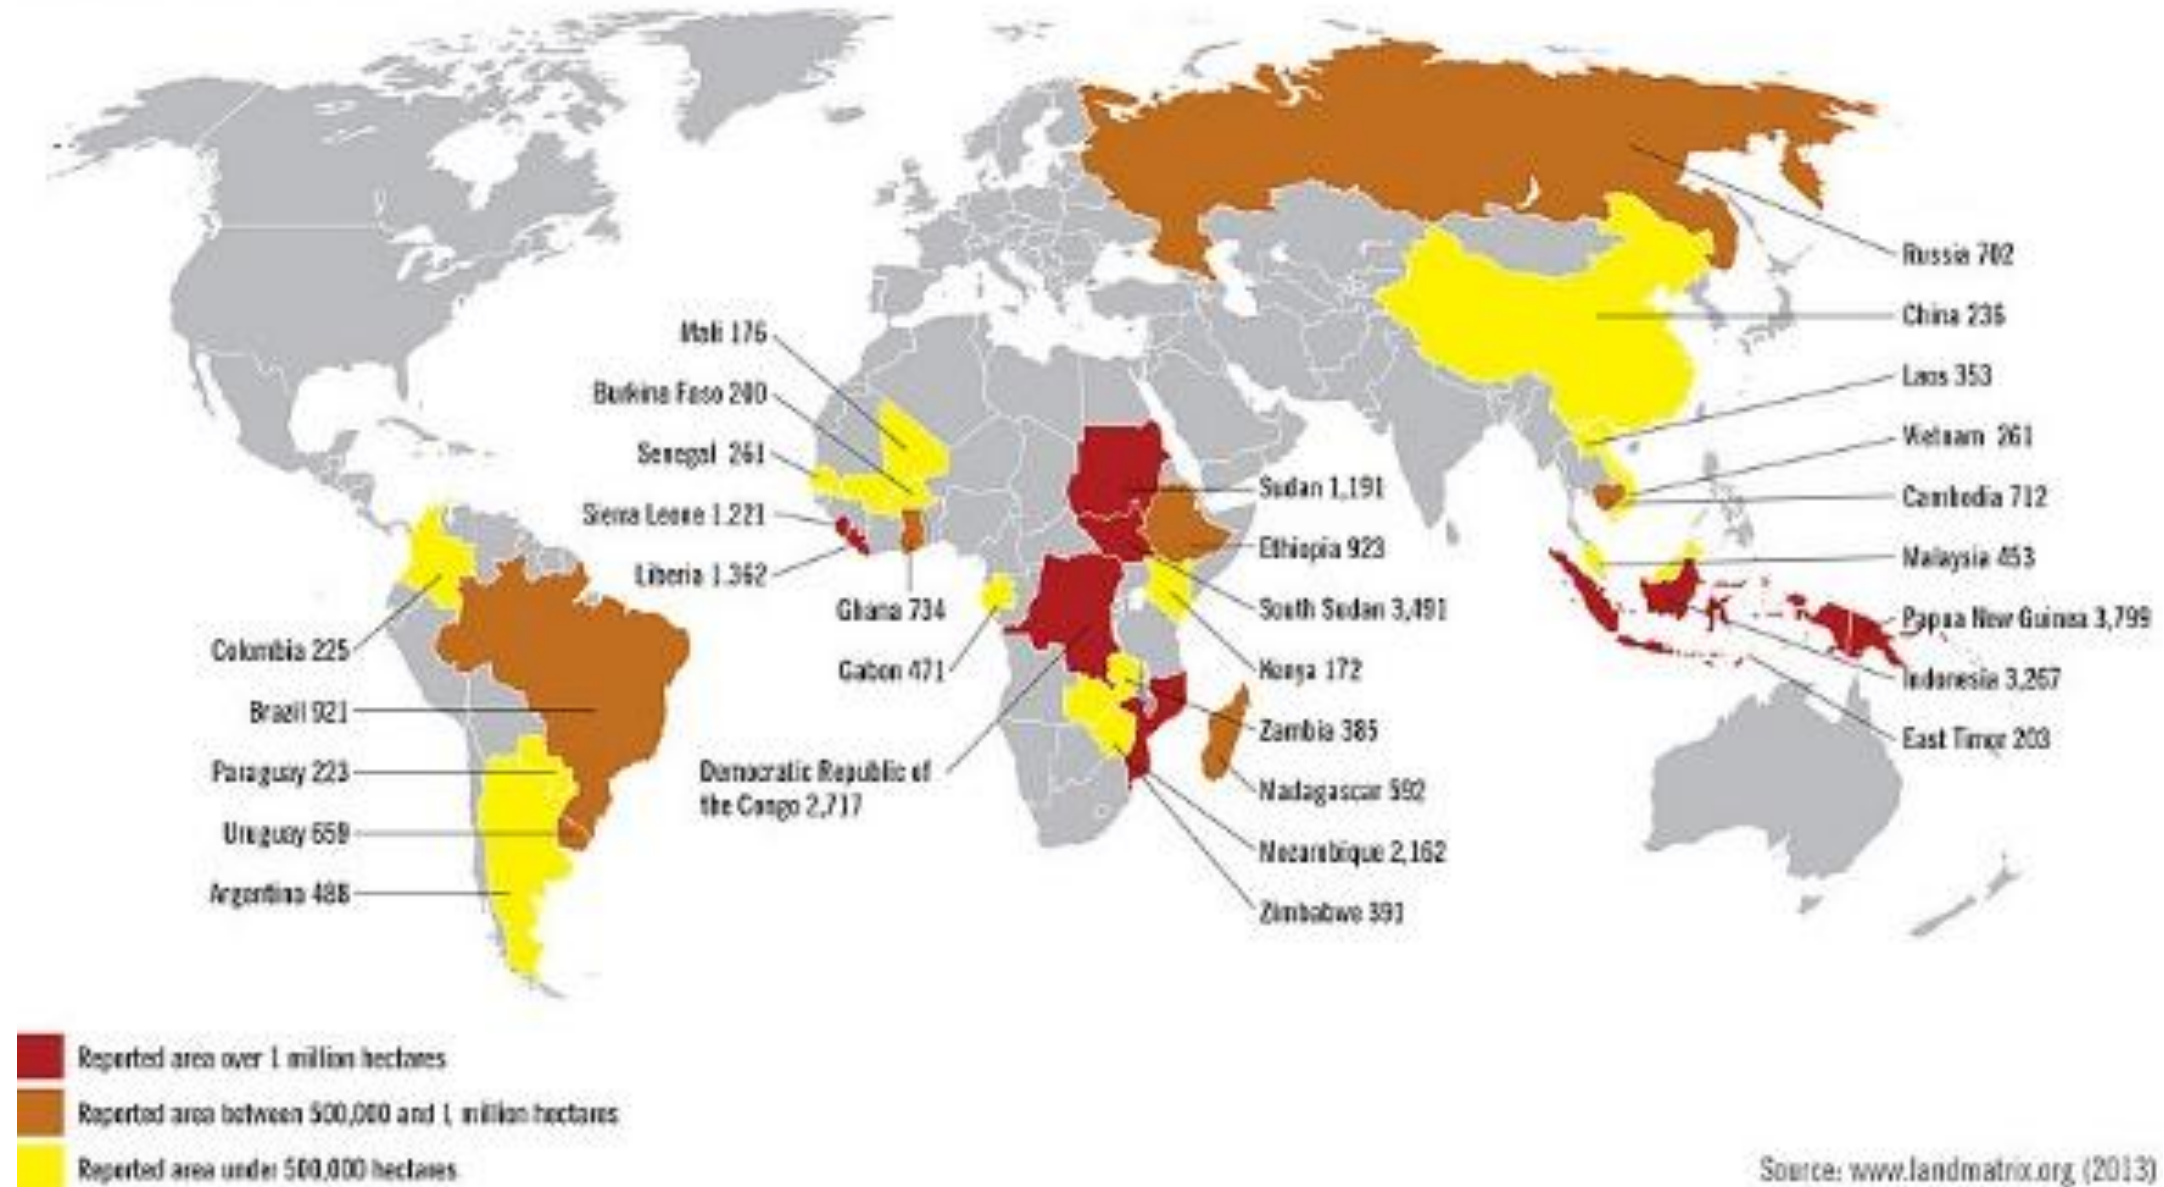 Mali 176
Burkina Faso 200
Senegal 261
Sierra Leone 1.221
Liberia 1.362
Ghana 734
Gabon 471
Democratic Republic of
the Congo 2,717
Colombia 225
Brazil 921
Paraguay 223
Uruguay 659
Argentina 488
Sudan 1,191
Ethiopia 923
South Sudan 3,491
Kenya 172
Zambia 385
Madagascar 592
Mozambique 2,162
Zimbabwe 391
Russia 702
China 236
Laos 353
Vietnam 261
Cambodia 712
Malaysia 453
Papua New Guinea 3,799
Indonesia 3,267
East Timor 203
Reported area over 1 million hectares
Reported area between 500,000 and 1 million hectares
Reported area under 500,000 hectares
Source: www.landmatrix.org (2013)